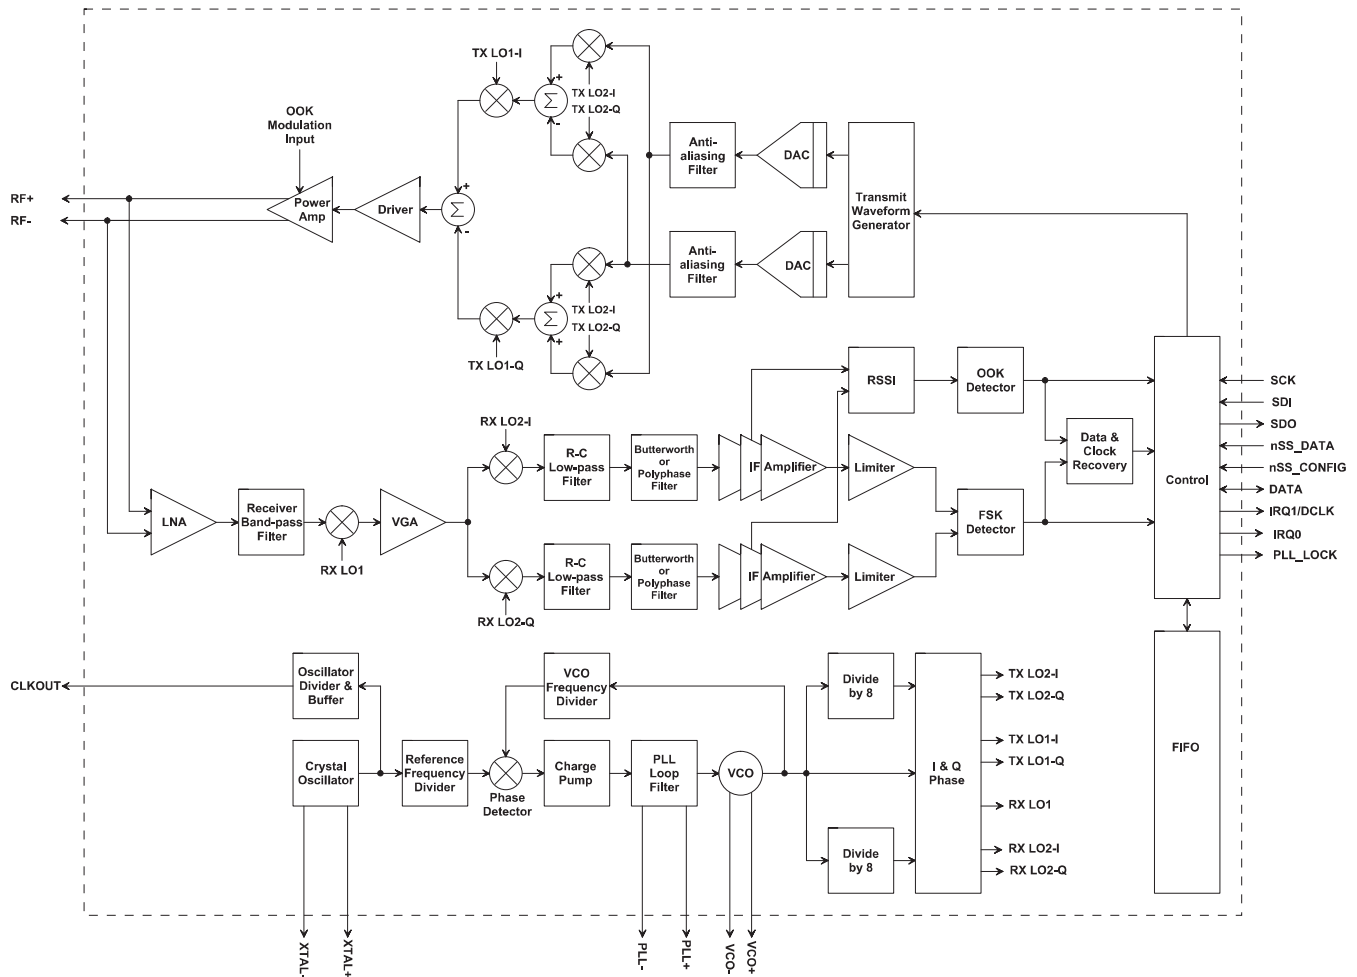 TX LO1-I
+
TX LO2-I
TX LO2-Q
Σ
-
OOK
Modulation
Input
Anti-
aliasing
Filter
DAC
RF+
RF-
Power
Amp
Driver
+
Σ
-
Transmit
Waveform
Generator
Anti-
aliasing
Filter
DAC
+
TX LO2-I
TX LO2-Q
Σ
+
TX LO1-Q
RSSI
OOK
Detector
SCK
SDI
SDO
nSS_DATA
nSS_CONFIG
DATA
IRQ1/DCLK
IRQ0
PLL_LOCK
Data &
Clock
Recovery
Control
RX LO2-I
R-C
Low-pass
Filter
Butterworth
or
Polyphase
Filter
IF Amplifier
Limiter
LNA
Receiver
Band-pass
Filter
RX LO1
VGA
FSK
Detector
R-C
Low-pass
Filter
Butterworth
or
Polyphase
Filter
IF Amplifier
Limiter
RX LO2-Q
CLKOUT
Oscillator
Divider &
Buffer
VCO
Frequency
Divider
Divide
by 8
TX LO2-I
TX LO2-Q
TX LO1-I
TX LO1-Q
RX LO1
RX LO2-I
RX LO2-Q
FIFO
Crystal
Oscillator
Reference
Frequency
Divider
Phase
Detector
Charge
Pump
PLL
Loop
Filter
VCO
I & Q
Phase
Divide
by 8
XTAL-
XTAL+
PLL-
PLL+
VCO-
VCO+